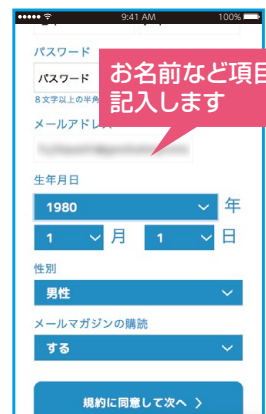 9:41 AM 100%
パスワード
パスワード
お名前など項目
記入します
8文字以上の半角
メールアドレ
生年月日
1980 年
1 月 1 日
性別
男性
メールマガジンの購読
する
規約に同意して次へ